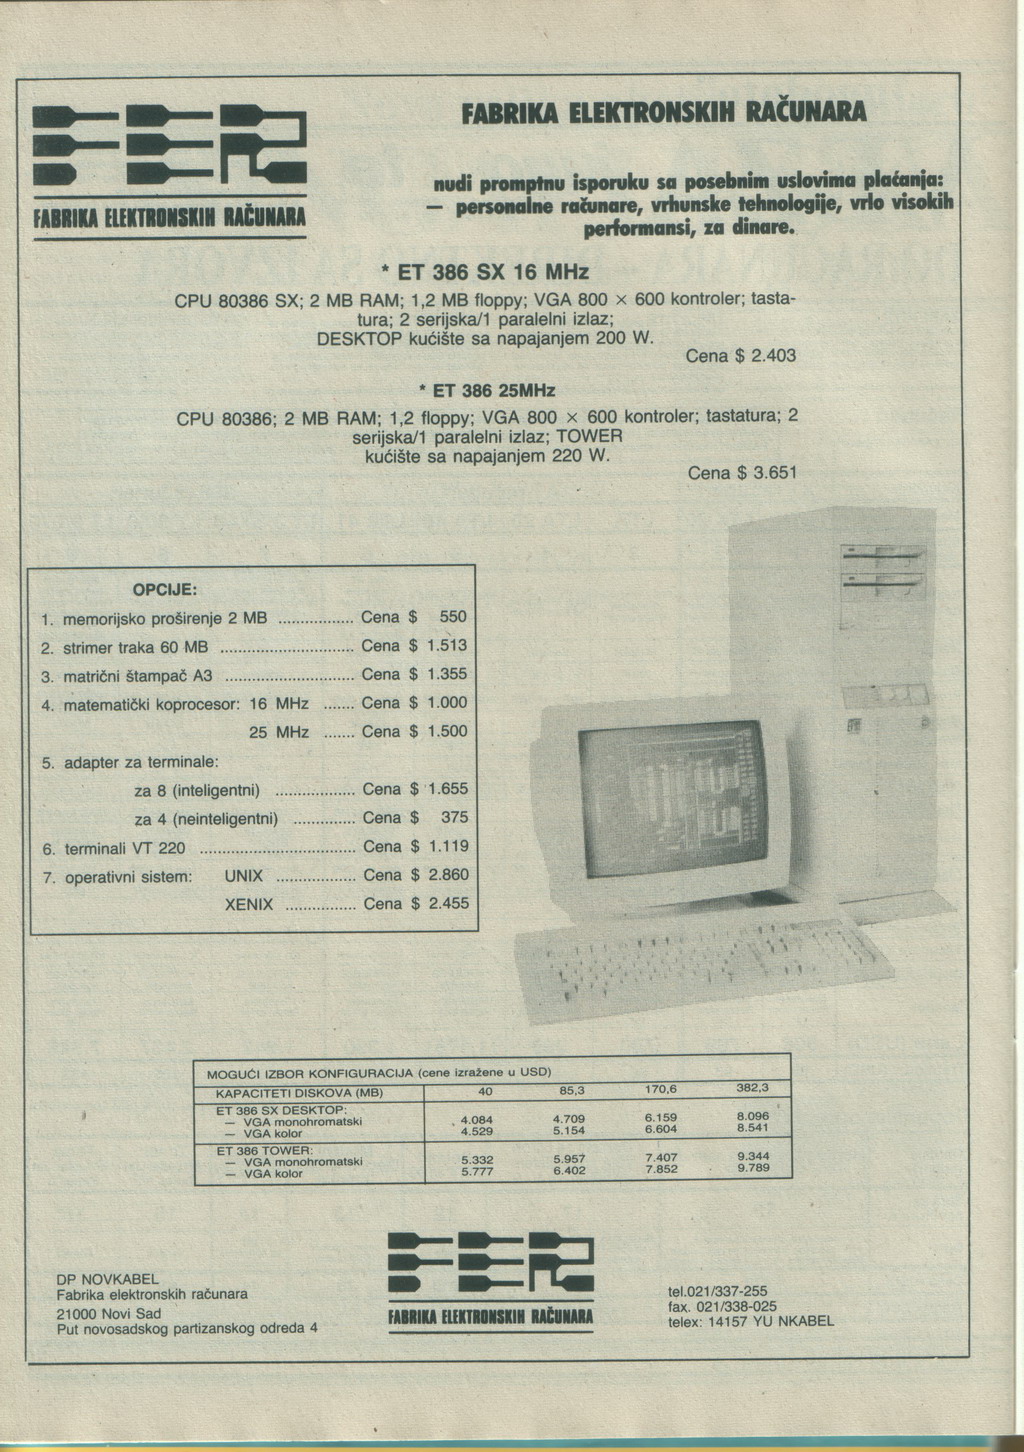 FER
FABRIKA ELEKTRONSKIH RAČUNARA
FABRIKA ELEKTRONSKIH RAČUNARA
nudi promptnu isporuku sa posebnim uslovima plaćanja:
— personalne računare, vrhunske tehnologije, vrlo visokih
performansi, za dinare.
* ET 386 SX 16 MHz
CPU 80386 SX; 2 MB RAM; 1,2 MB floppy; VGA 800 × 600 kontroler; tasta-
tura; 2 serijska/1 paralelni izlaz;
DESKTOP kućište sa napajanjem 200 W.
Cena $ 2.403
* ET 386 25MHz
CPU 80386; 2 MB RAM; 1,2 floppy; VGA 800 × 600 kontroler; tastatura; 2
serijska/1 paralelni izlaz; TOWER
kućište sa napajanjem 220 W.
Cena $ 3.651
OPCIJE:
1. memorijsko proširenje 2 MB ................ Cena $ 550
2. strimer traka 60 MB ............................ Cena $ 1.513
3. matrični štampač A3 ........................... Cena $ 1.355
4. matematički koprocesor: 16 MHz ....... Cena $ 1.000
25 MHz ....... Cena $ 1.500
5. adapter za terminale:
za 8 (inteligentni) ................. Cena $ 1.655
za 4 (neinteligentni) ............. Cena $ 375
6. terminali VT 220 ................................. Cena $ 1.119
7. operativni sistem: UNIX ................. Cena $ 2.860
XENIX ............... Cena $ 2.455
MOGUĆI IZBOR KONFIGURACIJA (cene izražene u USD)
KAPACITETI DISKOVA (MB) 40 85,3 170,6 382,3
ET 386 SX DESKTOP:
— VGA monohromatski 4.084 4.709 6.159 8.096
— VGA kolor 4.529 5.154 6.604 8.541
ET 386 TOWER:
— VGA monohromatski 5.332 5.957 7.407 9.344
— VGA kolor 5.777 6.402 7.852 9.789
DP NOVKABEL
Fabrika elektronskih računara
21000 Novi Sad
Put novosadskog partizanskog odreda 4
FER
FABRIKA ELEKTRONSKIH RAČUNARA
tel.021/337-255
fax. 021/338-025
telex: 14157 YU NKABEL